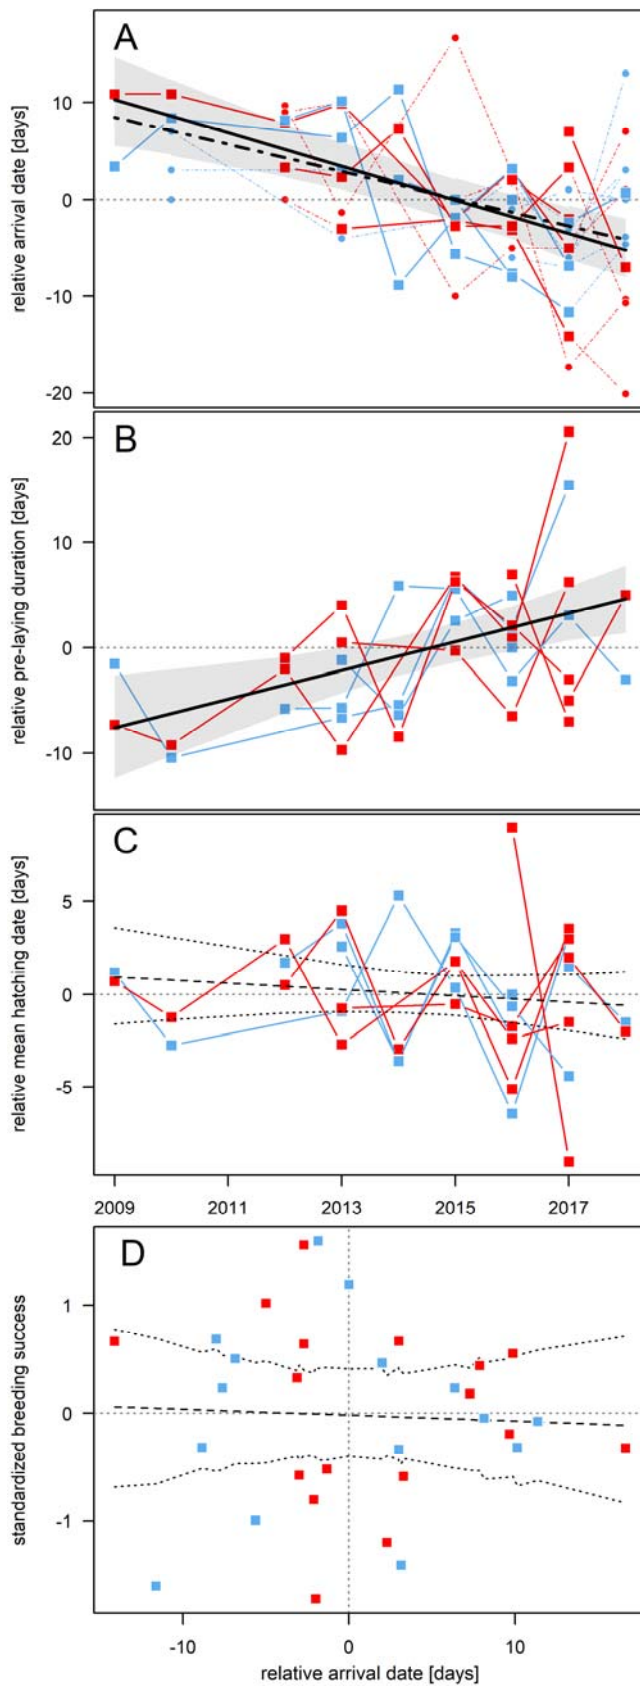 A
relative arrival date [days]
10
0
-10
-20
B
relative pre-laying duration [days]
20
10
0
-10
C
relative mean hatching date [days]
5
0
-5
2009 2011 2013 2015 2017
D
standardized breeding success
1
0
-1
-10 0 10
relative arrival date [days]